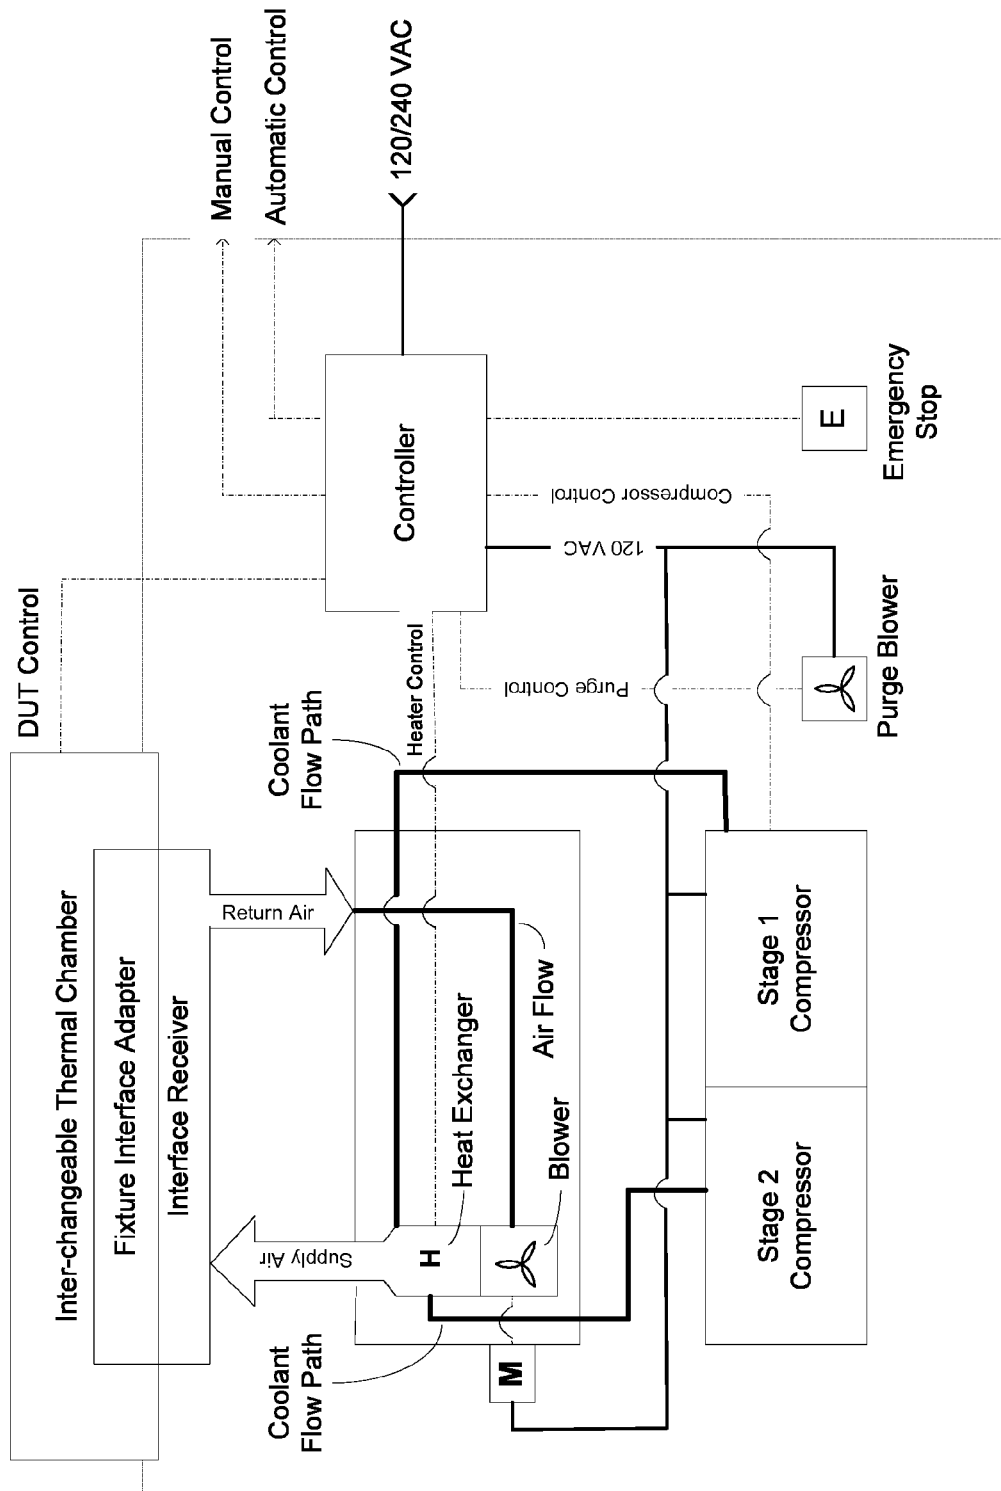 Inter-changeable Thermal Chamber
Fixture Interface Adapter
Interface Receiver
DUT Control
Manual Control
Automatic Control
Supply Air
Return Air
Coolant
Flow Path
Coolant
Flow Path
Heater Control
Controller
120/240 VAC
H
Heat Exchanger
M
Air Flow
Blower
Purge Control
120 VAC
Compressor Control
Stage 2
Compressor
Stage 1
Compressor
Purge Blower
E
Emergency
Stop